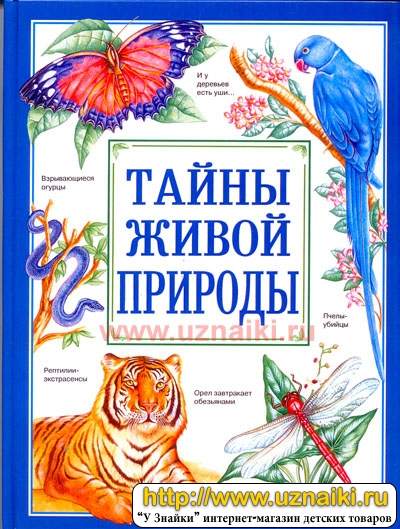 И у
деревьев
есть уши...
Взрывающиеся
огурцы
ТАЙНЫ
ЖИВОЙ
ПРИРОДЫ
www.uznaiki.ru
Пчелы-
убийцы
Рептилии-
экстрасенсы
Орел завтракает
обезьянами
http://www.uznaiki.ru
“У Знайки” интернет-магазин детских товаров